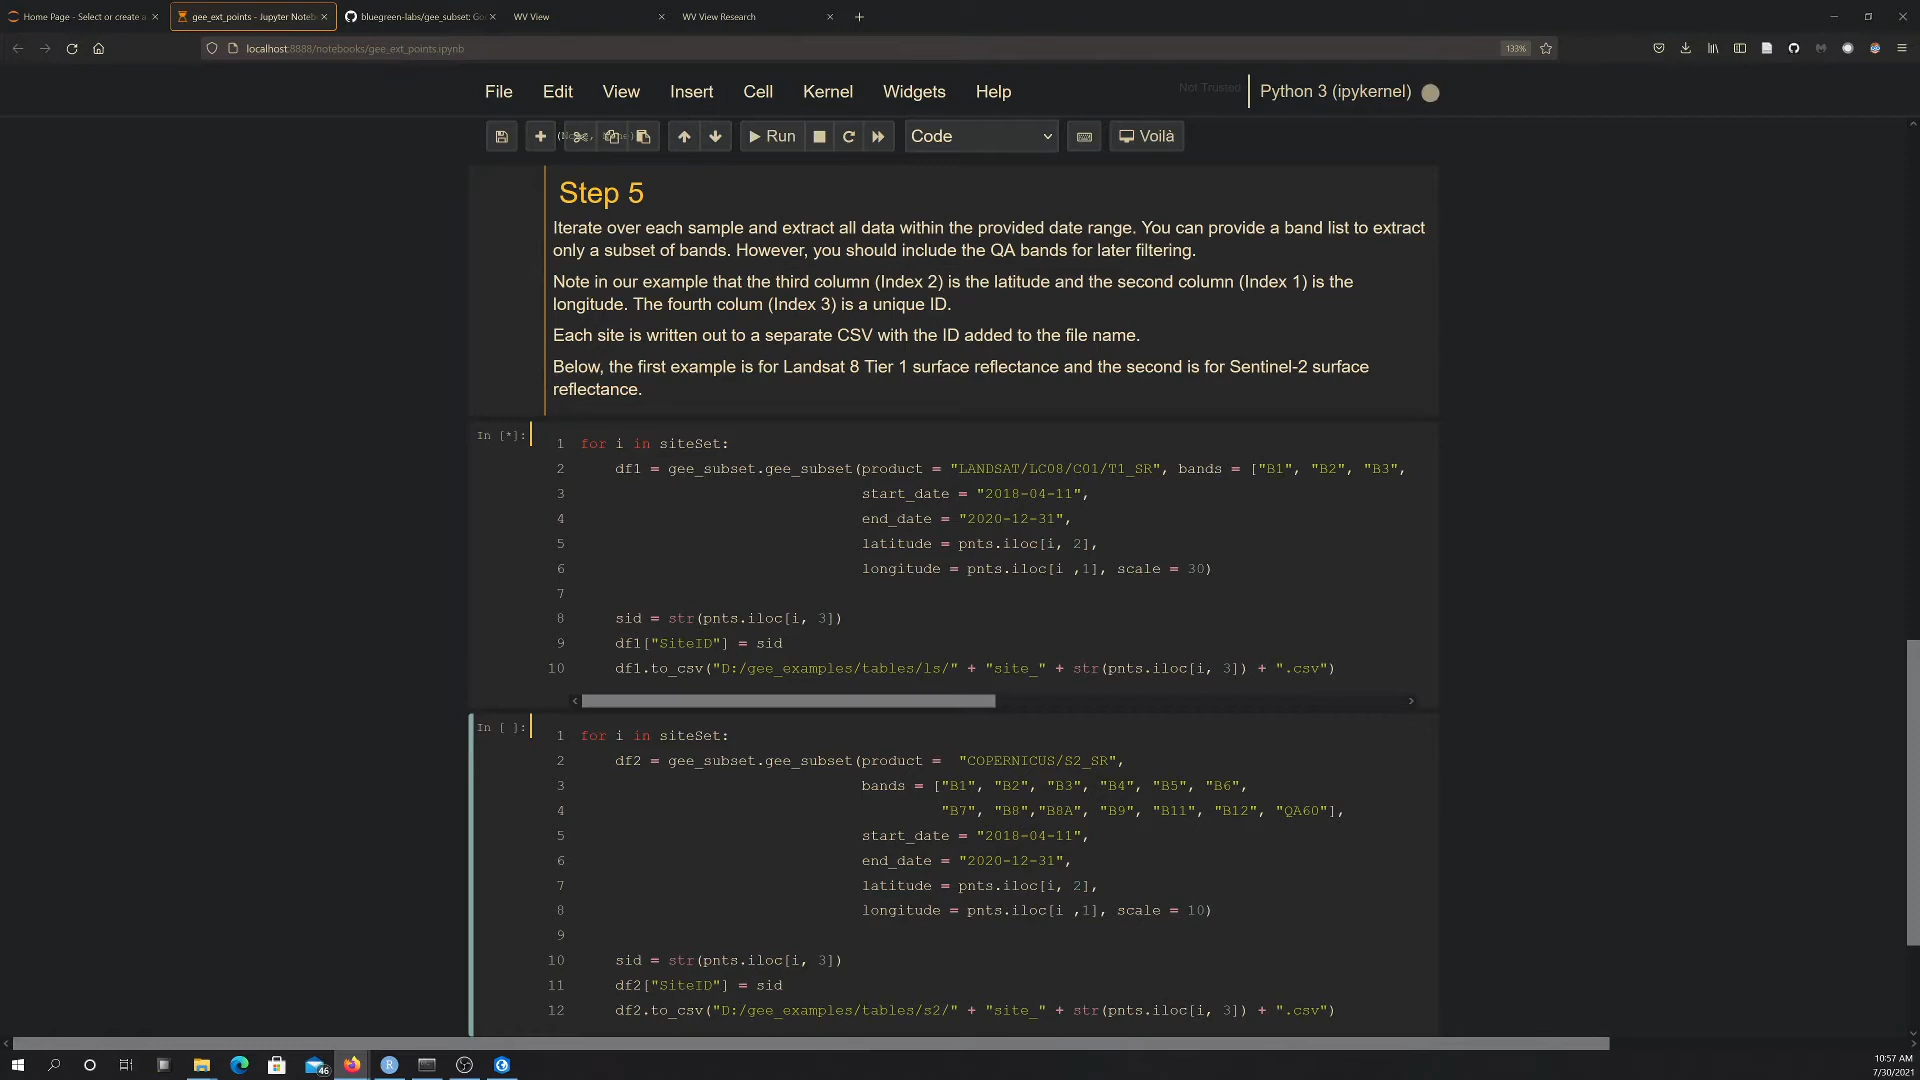 Home Page - Select or create a
gee_ext_points - Jupyter Noteb
bluegreen-labs/gee_subset: Goo
WV View
WV View Research
localhost:8888/notebooks/gee_ext_points.ipynb
133%
File Edit View Insert Cell Kernel Widgets Help
Not Trusted
Python 3 (ipykernel)
Run
Code
Voilà
Step 5
Iterate over each sample and extract all data within the provided date range. You can provide a band list to extract
only a subset of bands. However, you should include the QA bands for later filtering.
Note in our example that the third column (Index 2) is the latitude and the second column (Index 1) is the
longitude. The fourth colum (Index 3) is a unique ID.
Each site is written out to a separate CSV with the ID added to the file name.
Below, the first example is for Landsat 8 Tier 1 surface reflectance and the second is for Sentinel-2 surface
reflectance.
In [*]:
1 for i in siteSet:
2 df1 = gee_subset.gee_subset(product = "LANDSAT/LC08/C01/T1_SR", bands = ["B1", "B2", "B3",
3 start_date = "2018-04-11",
4 end_date = "2020-12-31",
5 latitude = pnts.iloc[i, 2],
6 longitude = pnts.iloc[i ,1], scale = 30)
7
8 sid = str(pnts.iloc[i, 3])
9 df1["SiteID"] = sid
10 df1.to_csv("D:/gee_examples/tables/ls/" + "site_" + str(pnts.iloc[i, 3]) + ".csv")
In [ ]:
1 for i in siteSet:
2 df2 = gee_subset.gee_subset(product = "COPERNICUS/S2_SR",
3 bands = ["B1", "B2", "B3", "B4", "B5", "B6",
4 "B7", "B8","B8A", "B9", "B11", "B12", "QA60"],
5 start_date = "2018-04-11",
6 end_date = "2020-12-31",
7 latitude = pnts.iloc[i, 2],
8 longitude = pnts.iloc[i ,1], scale = 10)
9
10 sid = str(pnts.iloc[i, 3])
11 df2["SiteID"] = sid
12 df2.to_csv("D:/gee_examples/tables/s2/" + "site_" + str(pnts.iloc[i, 3]) + ".csv")
46
R
10:57 AM
7/30/2021